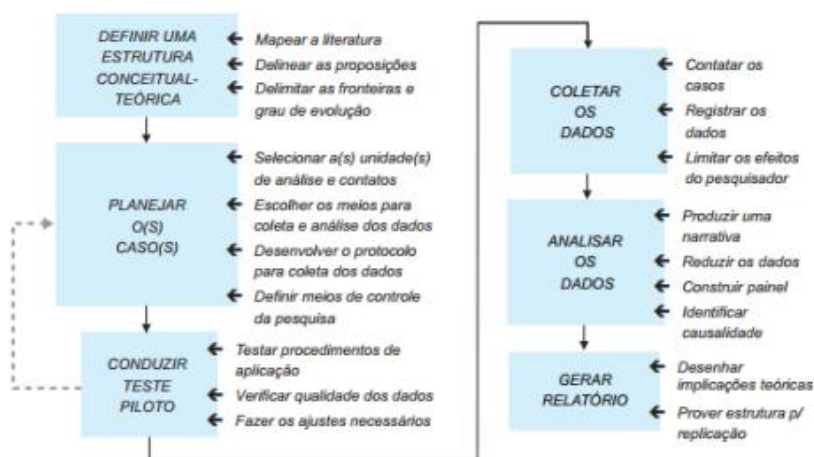 DEFINIR UMA
ESTRUTURA
CONCEITUAL-
TEÓRICA
Mapear a literatura
Delinear as proposições
Delimitar as fronteiras e
grau de evolução
PLANEJAR
O(S)
CASO(S)
Selecionar a(s) unidade(s)
de análise e contatos
Escolher os meios para
coleta e análise dos dados
Desenvolver o protocolo
para coleta dos dados
Definir meios de controle
da pesquisa
CONDUZIR
TESTE
PILOTO
Testar procedimentos de
aplicação
Verificar qualidade dos dados
Fazer os ajustes necessários
COLETAR
OS
DADOS
Contatar os
casos
Registrar os
dados
Limitar os efeitos
do pesquisador
ANALISAR
OS
DADOS
Produzir uma
narrativa
Reduzir os dados
Construir painel
Identificar
causalidade
GERAR
RELATÓRIO
Desenhar
implicações teóricas
Prover estrutura p/
replicação